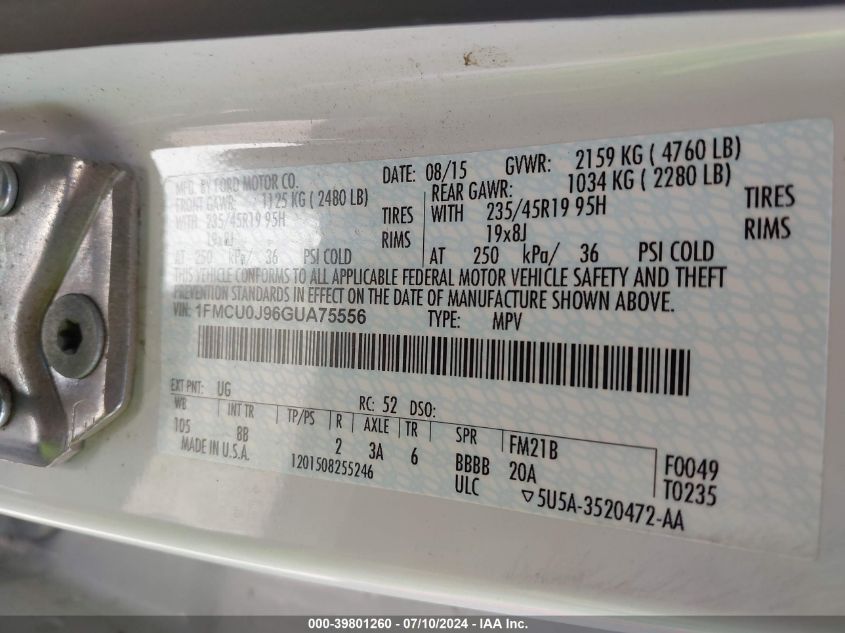 MFG. BY FORD MOTOR CO. DATE: 08/15 GVWR: 2159 KG ( 4760 LB)
FRONT GAWR: 1125 KG ( 2480 LB) REAR GAWR: 1034 KG ( 2280 LB)
WITH 235/45R19 95H TIRES WITH 235/45R19 95H TIRES
19x8J RIMS 19x8J RIMS
AT 250 kPa/ 36 PSI COLD AT 250 kPa/ 36 PSI COLD
THIS VEHICLE CONFORMS TO ALL APPLICABLE FEDERAL MOTOR VEHICLE SAFETY AND THEFT
PREVENTION STANDARDS IN EFFECT ON THE DATE OF MANUFACTURE SHOWN ABOVE.
VIN: 1FMCU0J96GUA75556 TYPE: MPV
EXT PNT: UG RC: 52 DSO:
WB INT TR TP/PS R AXLE TR SPR FM21B F0049
105 8B 2 3A 6 BBBB 20A T0235
MADE IN U.S.A. 1201508255246 ULC 5U5A-3520472-AA
000-39801260 - 07/10/2024 - IAA Inc.